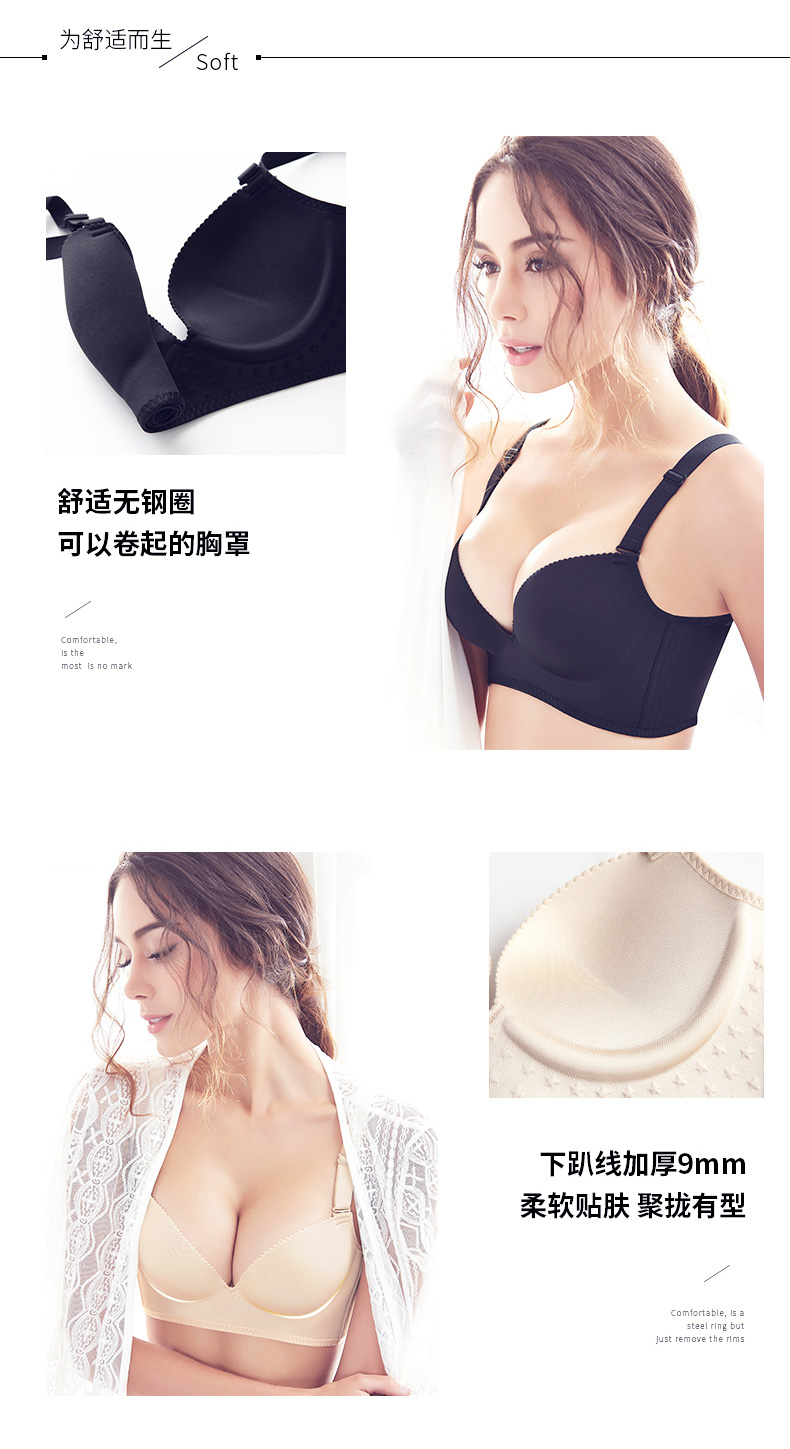 为舒适而生
Soft
舒适无钢圈
可以卷起的胸罩
Comfortable,
is the
most is no mark
下趴线加厚9mm
柔软贴肤 聚拢有型
Comfortable, is a
steel ring but
just remove the rims